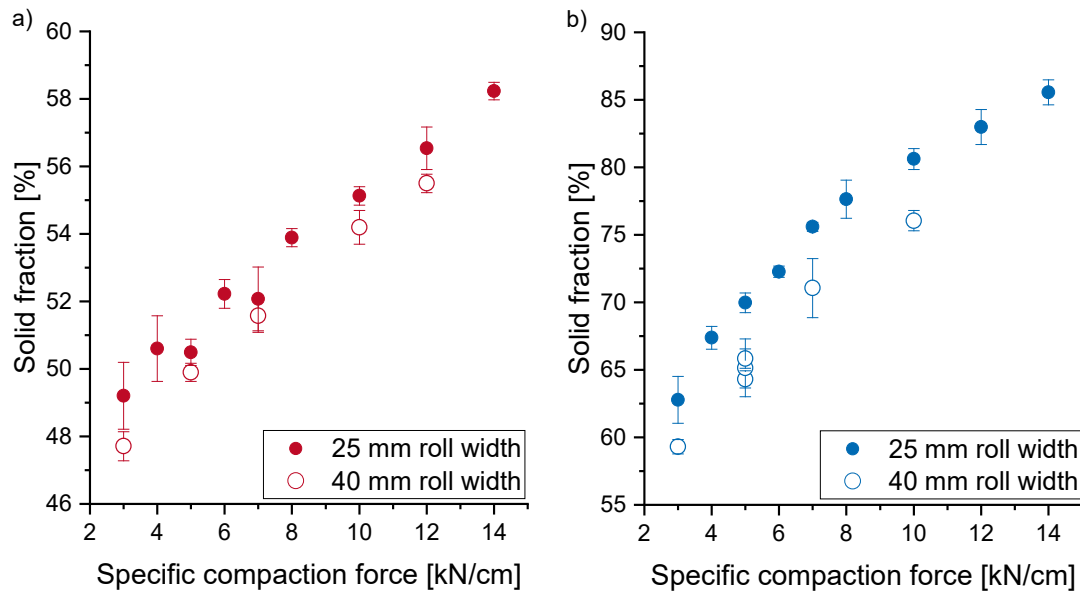 a)
60
58
56
54
52
50
48
46
Solid fraction [%]
25 mm roll width
40 mm roll width
2 4 6 8 10 12 14
Specific compaction force [kN/cm]
b)
90
85
80
75
70
65
60
55
Solid fraction [%]
25 mm roll width
40 mm roll width
2 4 6 8 10 12 14
Specific compaction force [kN/cm]